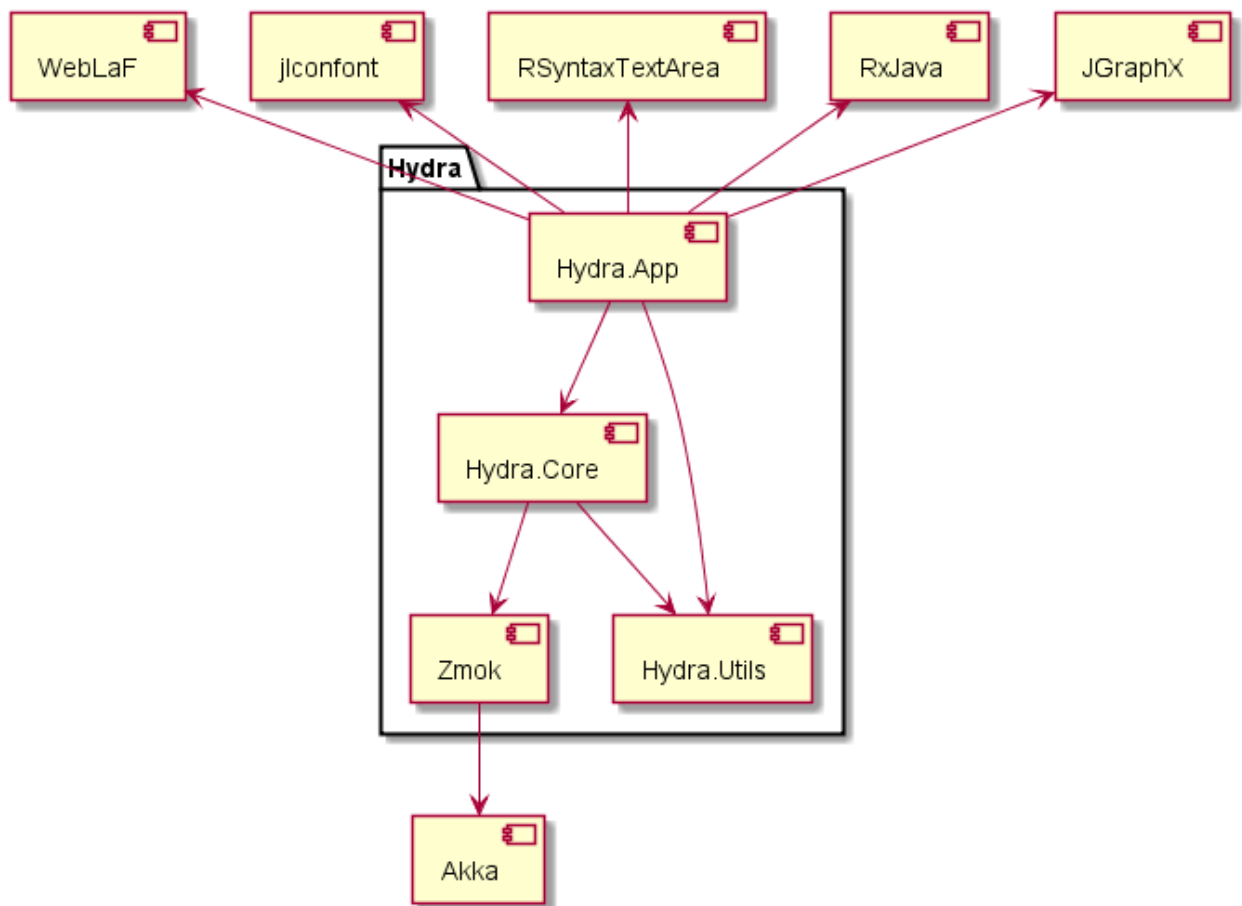 WebLaF
jIconfont
RSyntaxTextArea
RxJava
JGraphX
Hydra
Hydra.App
Hydra.Core
Zmok
Hydra.Utils
Akka